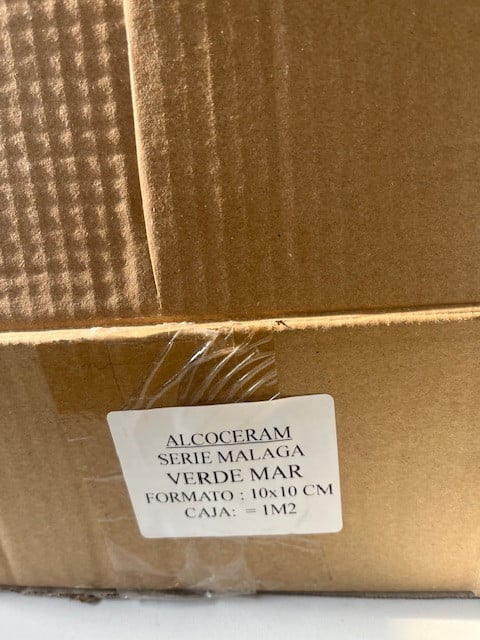 ALCOCERAM
SERIE MALAGA
VERDE MAR
FORMATO : 10x10 CM
CAJA: = 1M2